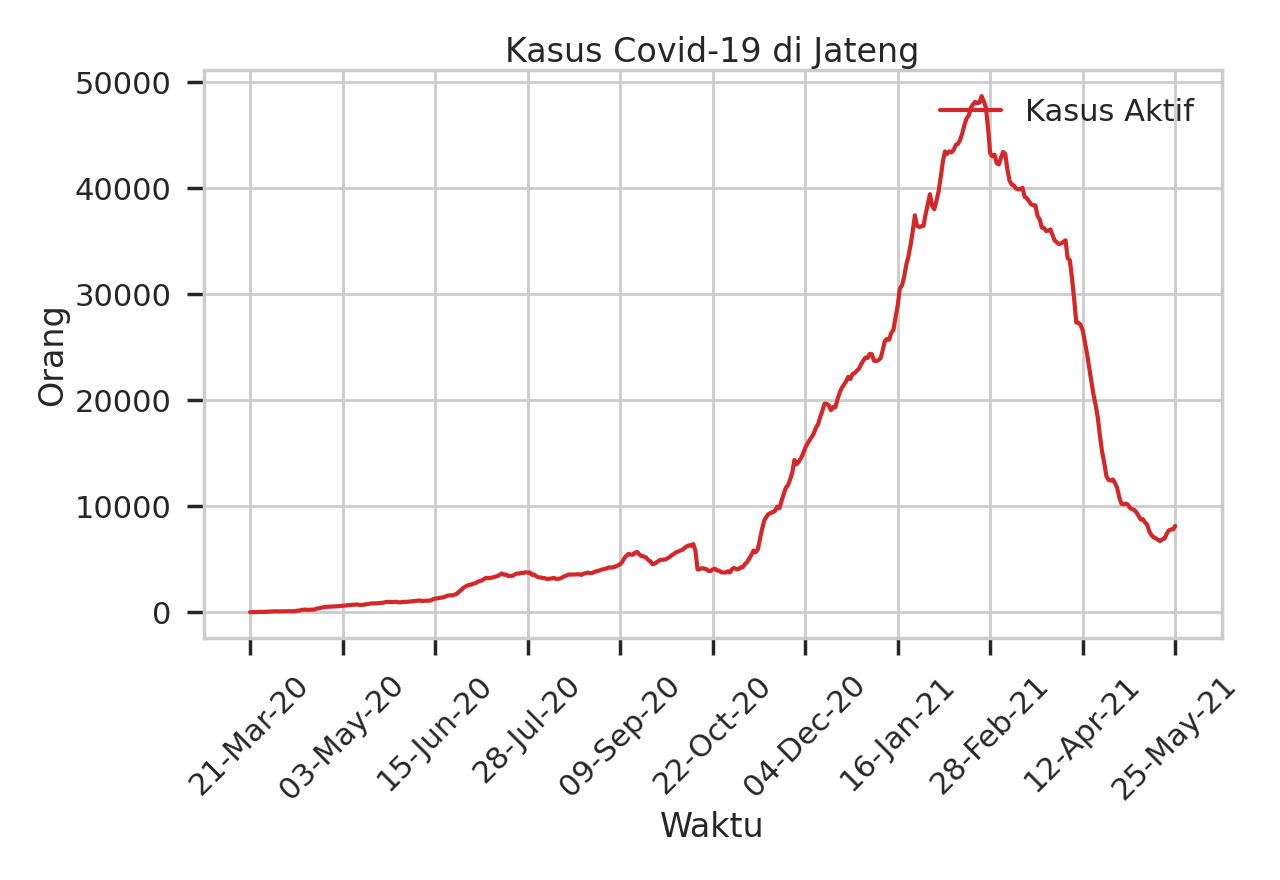 Kasus Covid-19 di Jateng
Kasus Aktif
Orang
50000
40000
30000
20000
10000
0
21-Mar-20
03-May-20
15-Jun-20
28-Jul-20
09-Sep-20
22-Oct-20
04-Dec-20
16-Jan-21
28-Feb-21
12-Apr-21
25-May-21
Waktu